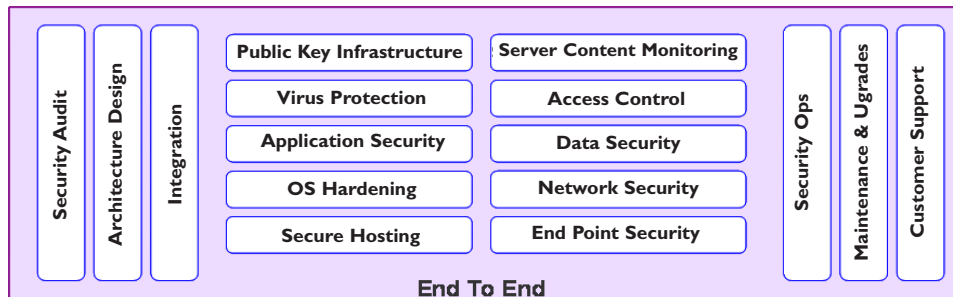 Security Audit
Architecture Design
Integration
Public Key Infrastructure
Virus Protection
Application Security
OS Hardening
Secure Hosting
Server Content Monitoring
Access Control
Data Security
Network Security
End Point Security
Security Ops
Maintenance & Ugrades
Customer Support
End To End